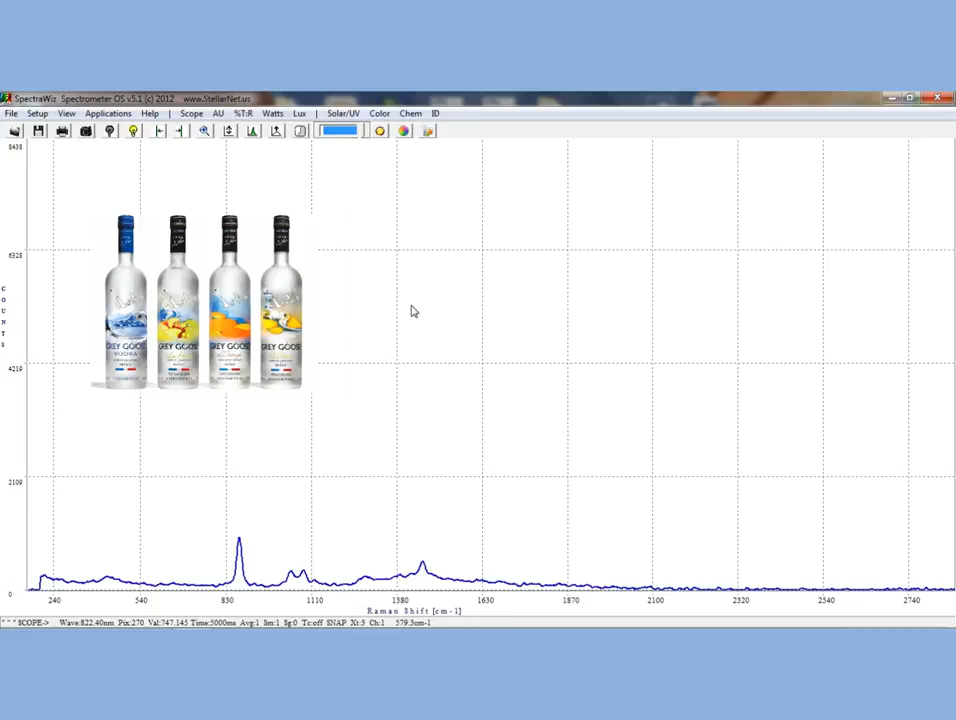 SpectraWiz Spectrometer OS v5.1 (c) 2012 www.StellarNet.us
File Setup View Applications Help | Scope AU %T:R Watts Lux | Solar/UV Color Chem ID
8438
6328
COUNTS
4219
2109
0
GREY GOOSE GREY GOOSE GREY GOOSE GREY GOOSE
VODKA
240 540 830 1110 1380 1630 1870 2100 2320 2540 2740
Raman Shift [cm-1]
* * * SCOPE-> Wave:822.40nm Pix:270 Val:747.145 Time:5000ms Avg:1 Sm:1 Sg:0 Tc:off SNAP Xt:3 Ch:1 579.3cm-1